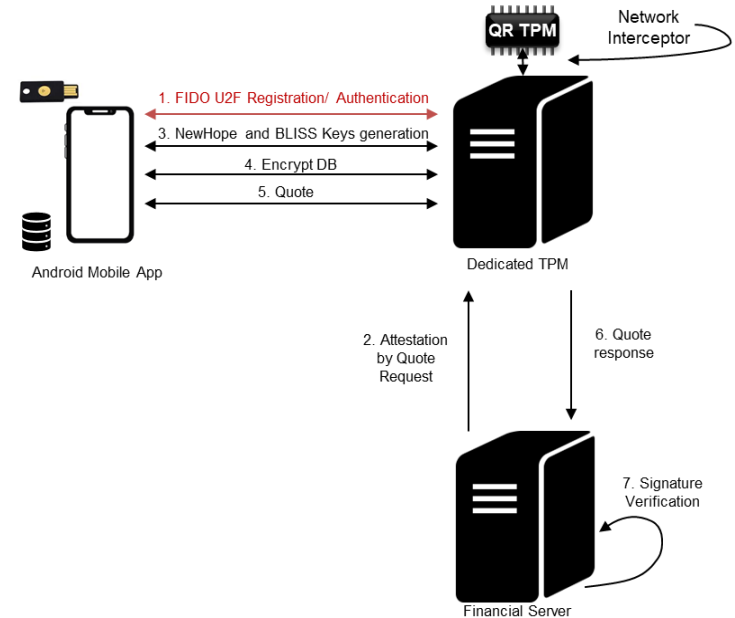 QR TPM
Network
Interceptor
1. FIDO U2F Registration/ Authentication
3. NewHope and BLISS Keys generation
4. Encrypt DB
5. Quote
Android Mobile App
Dedicated TPM
2. Attestation
by Quote
Request
6. Quote
response
7. Signature
Verification
Financial Server